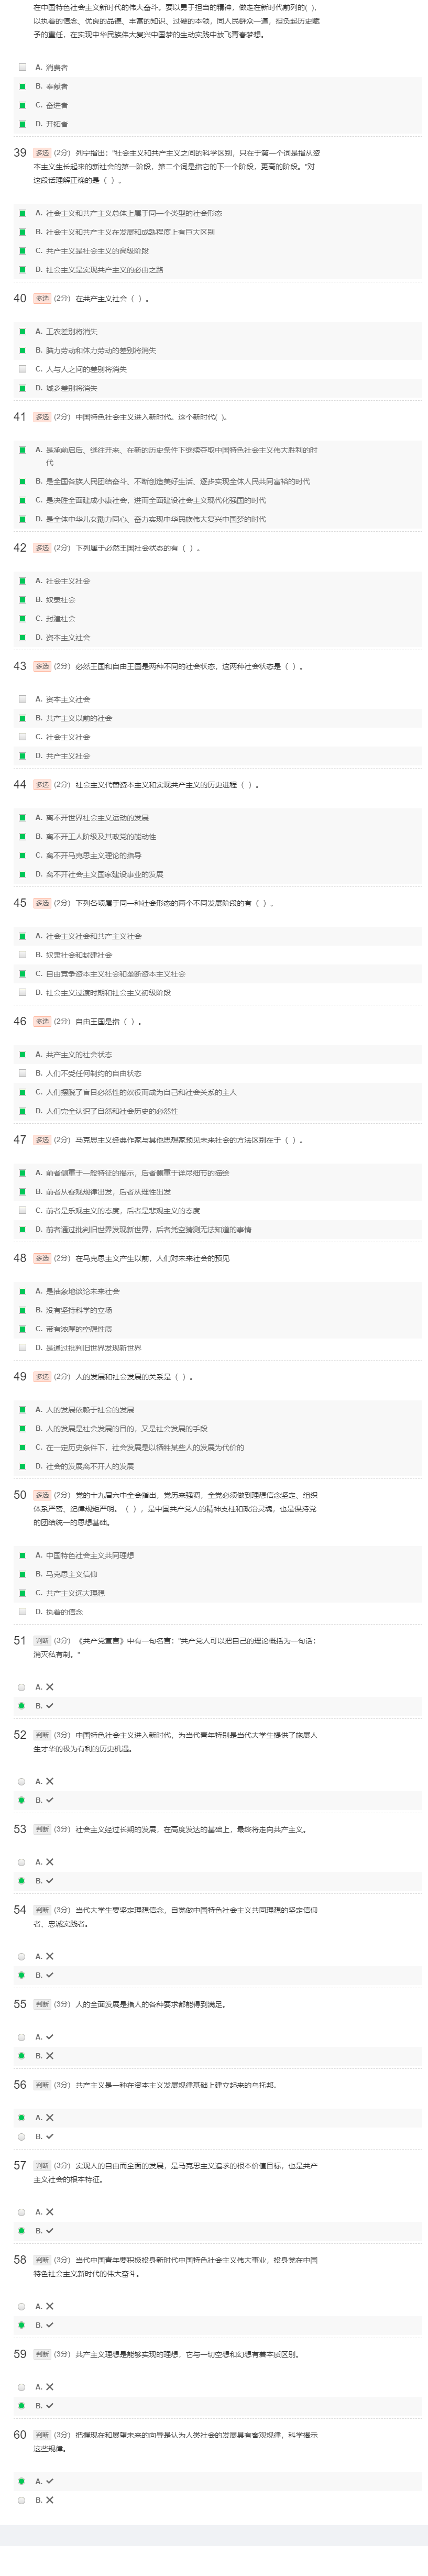 在中国特色社会主义新时代的伟大奋斗。要以勇于担当的精神，做走在新时代前列的( )，
以执着的信念、优良的品德、丰富的知识、过硬的本领，同人民群众一道，担负起历史赋
予的重任，在实现中华民族伟大复兴中国梦的生动实践中放飞青春梦想。
A. 消费者
B. 奉献者
C. 奋进者
D. 开拓者
39 多选 (2分) 列宁指出："社会主义和共产主义之间的科学区别，只在于第一个词是指从资
本主义生长起来的新社会的第一阶段，第二个词是指它的下一个阶段，更高的阶段。"对
这段话理解正确的是（ ）。
A. 社会主义和共产主义总体上属于同一个类型的社会形态
B. 社会主义和共产主义在发展和成熟程度上有巨大区别
C. 共产主义是社会主义的高级阶段
D. 社会主义是实现共产主义的必由之路
40 多选 (2分) 在共产主义社会（ ）。
A. 工农差别将消失
B. 脑力劳动和体力劳动的差别将消失
C. 人与人之间的差别将消失
D. 城乡差别将消失
41 多选 (2分) 中国特色社会主义进入新时代。这个新时代( )。
A. 是承前启后、继往开来、在新的历史条件下继续夺取中国特色社会主义伟大胜利的时
代
B. 是全国各族人民团结奋斗、不断创造美好生活、逐步实现全体人民共同富裕的时代
C. 是决胜全面建成小康社会，进而全面建设社会主义现代化强国的时代
D. 是全体中华儿女勠力同心、奋力实现中华民族伟大复兴中国梦的时代
42 多选 (2分) 下列属于必然王国社会状态的有（ ）。
A. 社会主义社会
B. 奴隶社会
C. 封建社会
D. 资本主义社会
43 多选 (2分) 必然王国和自由王国是两种不同的社会状态，这两种社会状态是（ ）。
A. 资本主义社会
B. 共产主义以前的社会
C. 社会主义社会
D. 共产主义社会
44 多选 (2分) 社会主义代替资本主义和实现共产主义的历史进程（ ）。
A. 离不开世界社会主义运动的发展
B. 离不开工人阶级及其政党的能动性
C. 离不开马克思主义理论的指导
D. 离不开社会主义国家建设事业的发展
45 多选 (2分) 下列各项属于同一种社会形态的两个不同发展阶段的有（ ）。
A. 社会主义社会和共产主义社会
B. 奴隶社会和封建社会
C. 自由竞争资本主义社会和垄断资本主义社会
D. 社会主义过渡时期和社会主义初级阶段
46 多选 (2分) 自由王国是指（ ）。
A. 共产主义的社会状态
B. 人们不受任何制约的自由状态
C. 人们摆脱了盲目必然性的奴役而成为自己和社会关系的主人
D. 人们完全认识了自然和社会历史的必然性
47 多选 (2分) 马克思主义经典作家与其他思想家预见未来社会的方法区别在于（ ）。
A. 前者侧重于一般特征的揭示，后者侧重于详尽细节的描绘
B. 前者从客观规律出发，后者从理性出发
C. 前者是乐观主义的态度，后者是悲观主义的态度
D. 前者通过批判旧世界发现新世界，后者凭空猜测无法知道的事情
48 多选 (2分) 在马克思主义产生以前，人们对未来社会的预见
A. 是抽象地谈论未来社会
B. 没有坚持科学的立场
C. 带有浓厚的空想性质
D. 是通过批判旧世界发现新世界
49 多选 (2分) 人的发展和社会发展的关系是（ ）。
A. 人的发展依赖于社会的发展
B. 人的发展是社会发展的目的，又是社会发展的手段
C. 在一定历史条件下，社会发展是以牺牲某些人的发展为代价的
D. 社会的发展离不开人的发展
50 多选 (2分) 党的十九届六中全会指出，党历来强调，全党必须做到理想信念坚定、组织
体系严密、纪律规矩严明。（ ），是中国共产党人的精神支柱和政治灵魂，也是保持党
的团结统一的思想基础。
A. 中国特色社会主义共同理想
B. 马克思主义信仰
C. 共产主义远大理想
D. 执着的信念
51 判断 (3分) 《共产党宣言》中有一句名言："共产党人可以把自己的理论概括为一句话：
消灭私有制。"
A. ✕
B. ✓
52 判断 (3分) 中国特色社会主义进入新时代，为当代青年特别是当代大学生提供了施展人
生才华的极为有利的历史机遇。
A. ✕
B. ✓
53 判断 (3分) 社会主义经过长期的发展，在高度发达的基础上，最终将走向共产主义。
A. ✕
B. ✓
54 判断 (3分) 当代大学生要坚定理想信念，自觉做中国特色社会主义共同理想的坚定信仰
者、忠诚实践者。
A. ✕
B. ✓
55 判断 (3分) 人的全面发展是指人的各种要求都能得到满足。
A. ✓
B. ✕
56 判断 (3分) 共产主义是一种在资本主义发展规律基础上建立起来的乌托邦。
A. ✕
B. ✓
57 判断 (3分) 实现人的自由而全面的发展，是马克思主义追求的根本价值目标，也是共产
主义社会的根本特征。
A. ✕
B. ✓
58 判断 (3分) 当代中国青年要积极投身新时代中国特色社会主义伟大事业，投身党在中国
特色社会主义新时代的伟大奋斗。
A. ✕
B. ✓
59 判断 (3分) 共产主义理想是能够实现的理想，它与一切空想和幻想有着本质区别。
A. ✕
B. ✓
60 判断 (3分) 把握现在和展望未来的向导是认为人类社会的发展具有客观规律，科学揭示
这些规律。
A. ✓
B. ✕